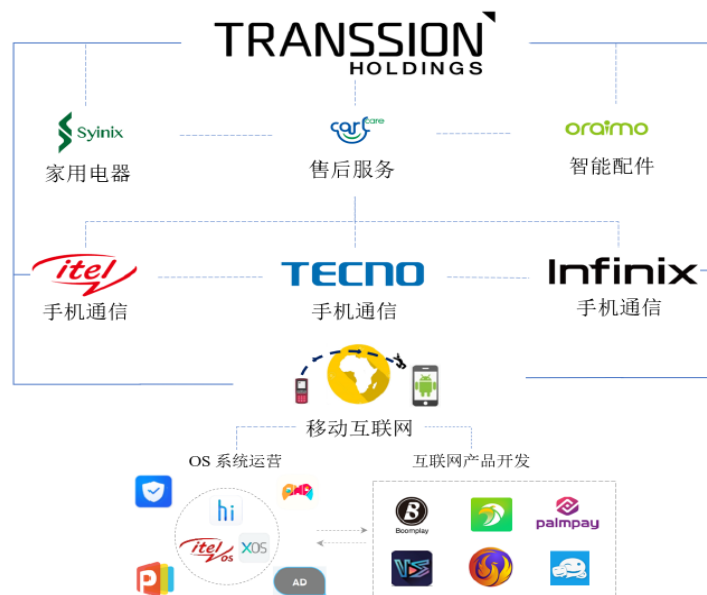 TRANSSION
HOLDINGS
Syinix
carlcare
oraimo
家用电器
售后服务
智能配件
itel
TECNO
Infinix
手机通信
手机通信
手机通信
移动互联网
OS 系统运营
互联网产品开发
hi
itel OS
XOS
AD
B
Boomplay
palmpay
VS
P